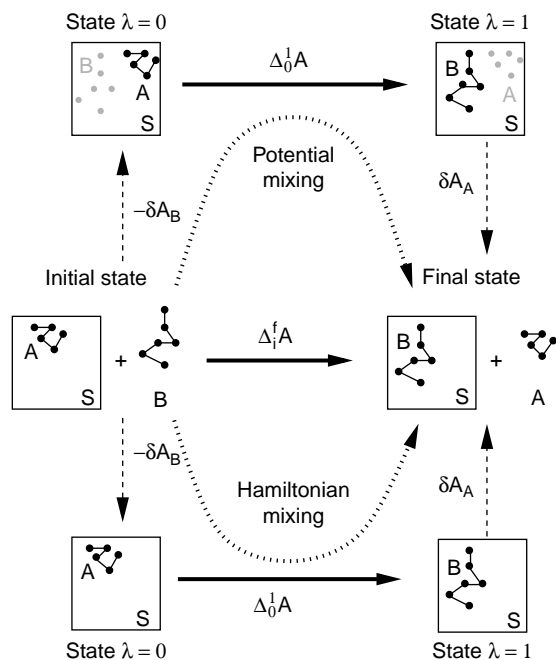 State λ = 0
State λ = 1
B
A
S
Δ₀¹A
B
A
S
Potential
mixing
−δA_B
δA_A
Initial state
Final state
A
S
+
B
ΔᵢᶠA
B
S
+
A
−δA_B
Hamiltonian
mixing
δA_A
A
S
Δ₀¹A
B
S
State λ = 0
State λ = 1